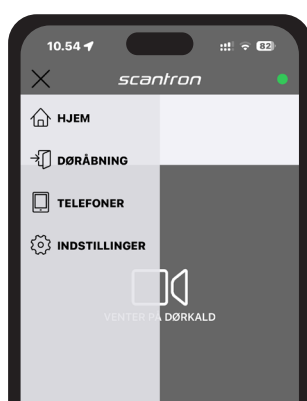 10.54 82
scantron
HJEM
DØRÅBNING
TELEFONER
INDSTILLINGER
VENTER PÅ DØRKALD